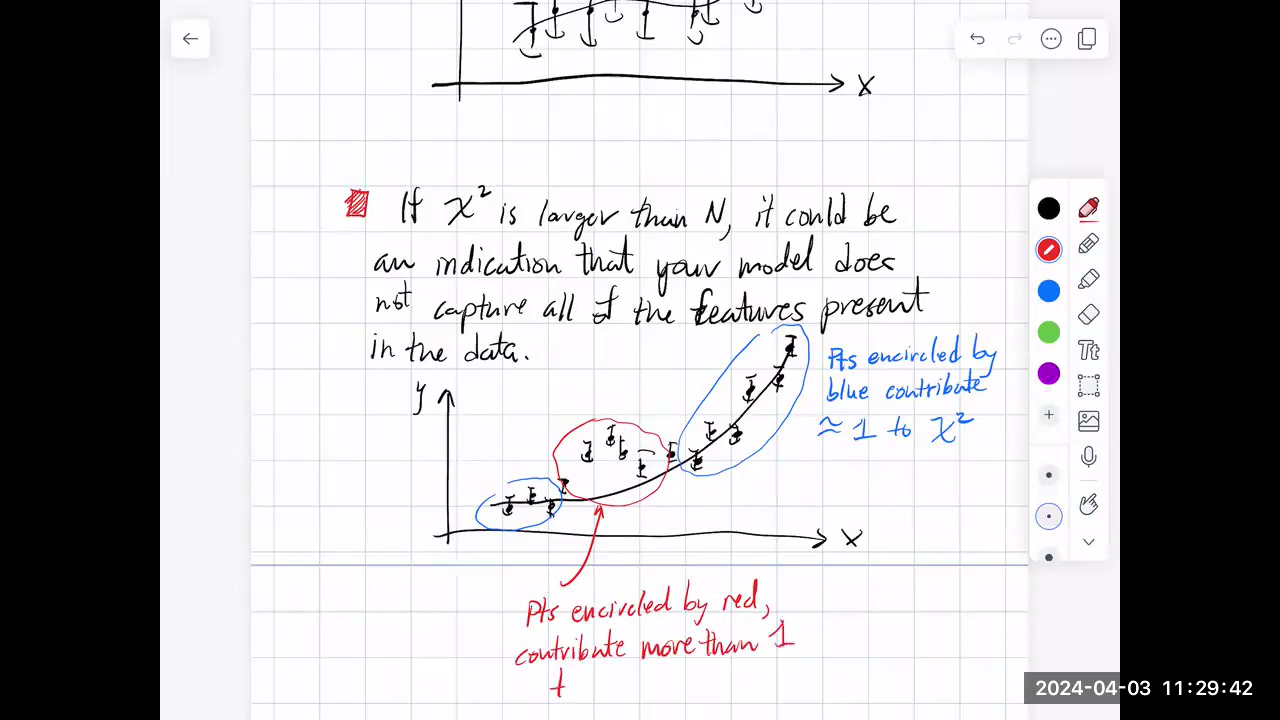 X
If χ² is larger than N, it could be
an indication that your model does
not capture all of the features present
in the data.
y
Pts encircled by
blue contribute
≈ 1 to χ²
X
Pts encircled by red,
contribute more than 1
t
Tt
2024-04-03 11:29:42